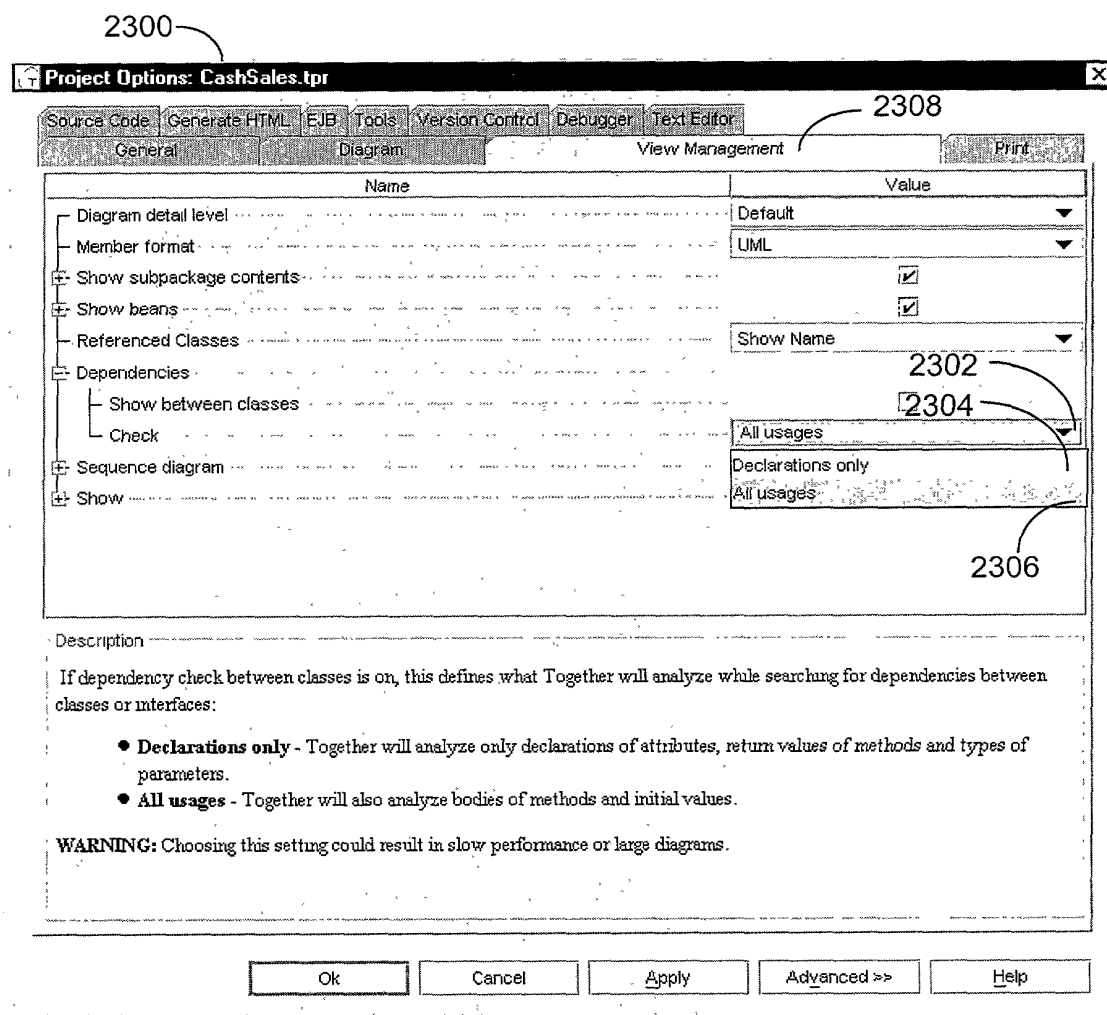 2300
Project Options: CashSales.tpr
2308
Source Code Generate HTML EJB Tools Version Control Debugger Text Editor
General Diagram View Management Print
Name Value
Diagram detail level Default
Member format UML
Show subpackage contents
Show beans
Referenced Classes Show Name
2302
Dependencies
Show between classes
2304
Check All usages
Sequence diagram Declarations only
Show All usages
2306
Description
If dependency check between classes is on, this defines what Together will analyze while searching for dependencies between
classes or interfaces:
● Declarations only - Together will analyze only declarations of attributes, return values of methods and types of
parameters.
● All usages - Together will also analyze bodies of methods and initial values.
WARNING: Choosing this setting could result in slow performance or large diagrams.
Ok Cancel Apply Advanced >> Help